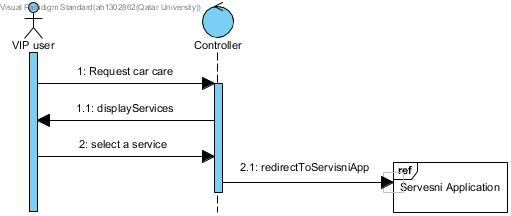 Visual Paradigm Standard(ah1302862(Qatar University))
VIP user
Controller
1: Request car care
1.1: displayServices
2: select a service
2.1: redirectToServisniApp
ref
Servesni Application